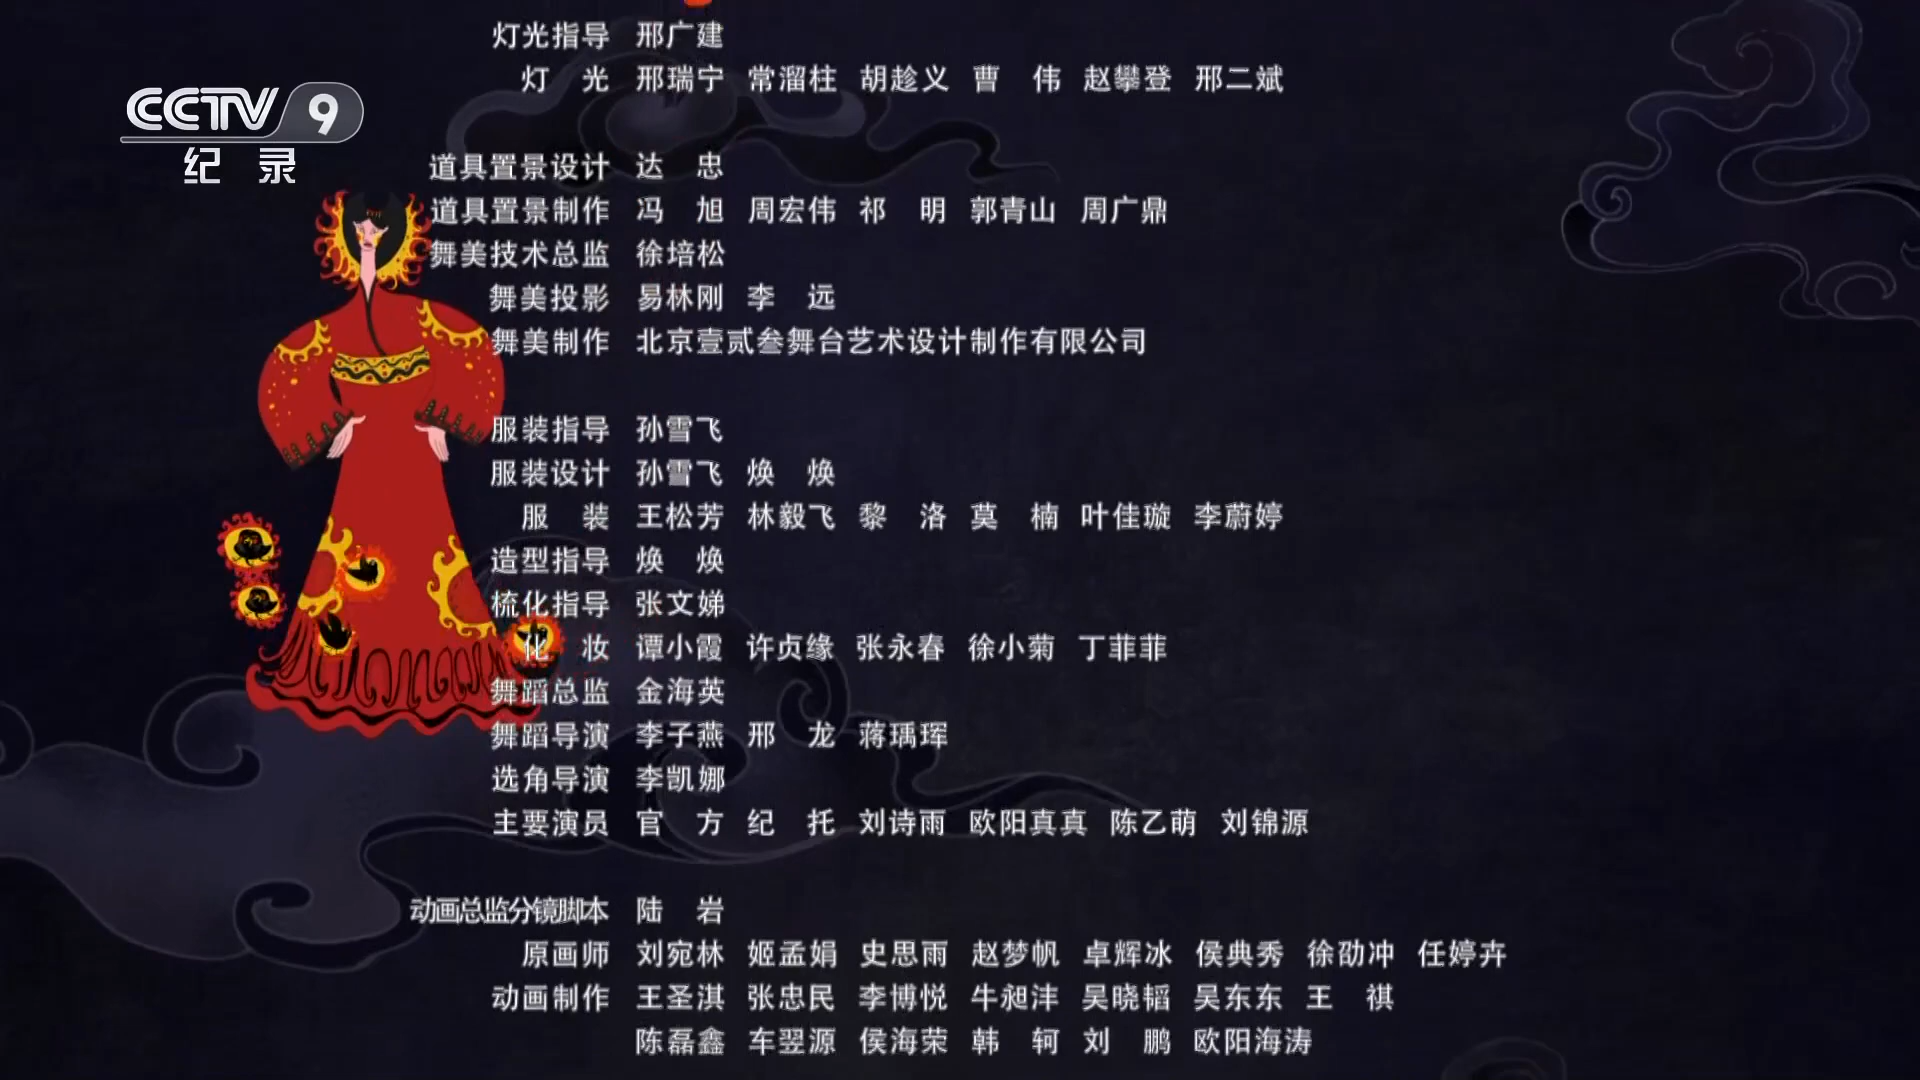 灯光指导 邢广建
灯 光 邢瑞宁 常溜柱 胡趁义 曹 伟 赵攀登 邢二斌
CCTV 9
纪 录
道具置景设计 达 忠
道具置景制作 冯 旭 周宏伟 祁 明 郭青山 周广鼎
舞美技术总监 徐培松
舞美投影 易林刚 李 远
舞美制作 北京壹贰叁舞台艺术设计制作有限公司
服装指导 孙雪飞
服装设计 孙雪飞 焕 焕
服 装 王松芳 林毅飞 黎 洛 莫 楠 叶佳璇 李蔚婷
造型指导 焕 焕
梳化指导 张文娣
化 妆 谭小霞 许贞缘 张永春 徐小菊 丁菲菲
舞蹈总监 金海英
舞蹈导演 李子燕 邢 龙 蒋瑀珲
选角导演 李凯娜
主要演员 官 方 纪 托 刘诗雨 欧阳真真 陈乙萌 刘锦源
动画总监分镜脚本 陆 岩
原画师 刘宛林 姬孟娟 史思雨 赵梦帆 卓辉冰 侯典秀 徐劭冲 任婷卉
动画制作 王圣淇 张忠民 李博悦 牛昶沣 吴晓韬 吴东东 王 祺
陈磊鑫 车翌源 侯海荣 韩 轲 刘 鹏 欧阳海涛